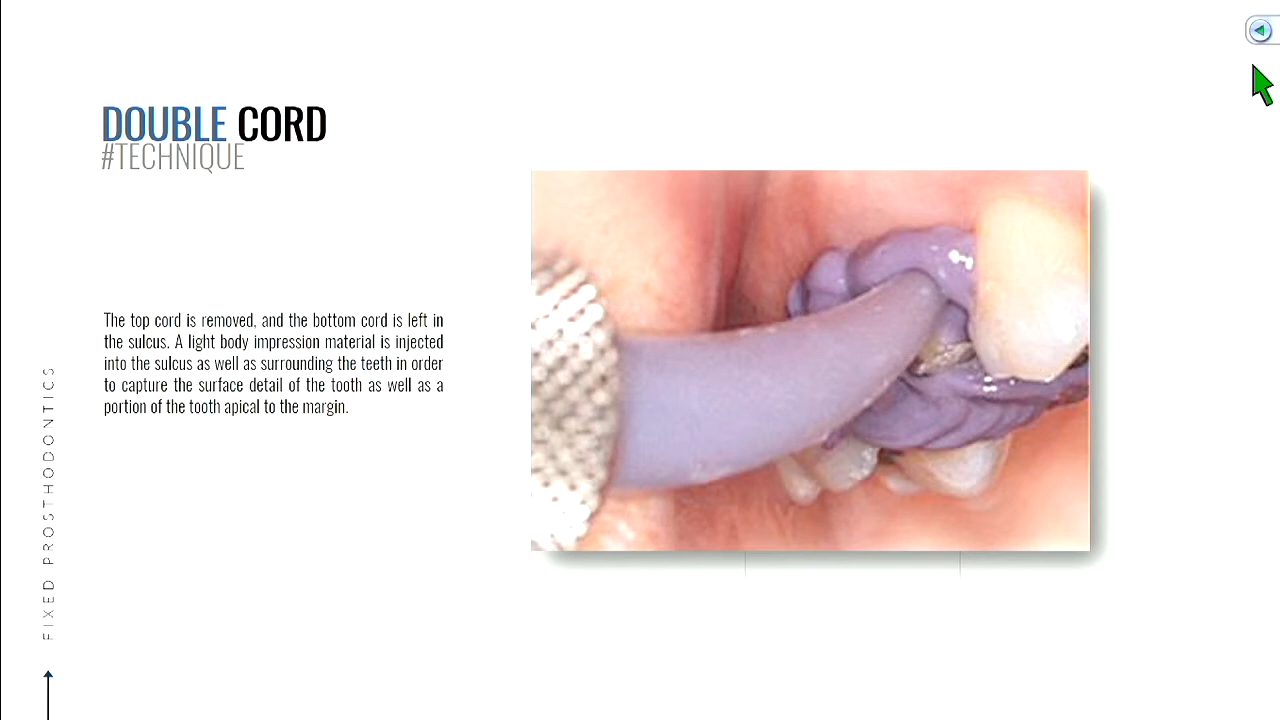 DOUBLE CORD
#TECHNIQUE
The top cord is removed, and the bottom cord is left in
the sulcus. A light body impression material is injected
into the sulcus as well as surrounding the teeth in order
to capture the surface detail of the tooth as well as a
portion of the tooth apical to the margin.
FIXED PROSTHODONTICS